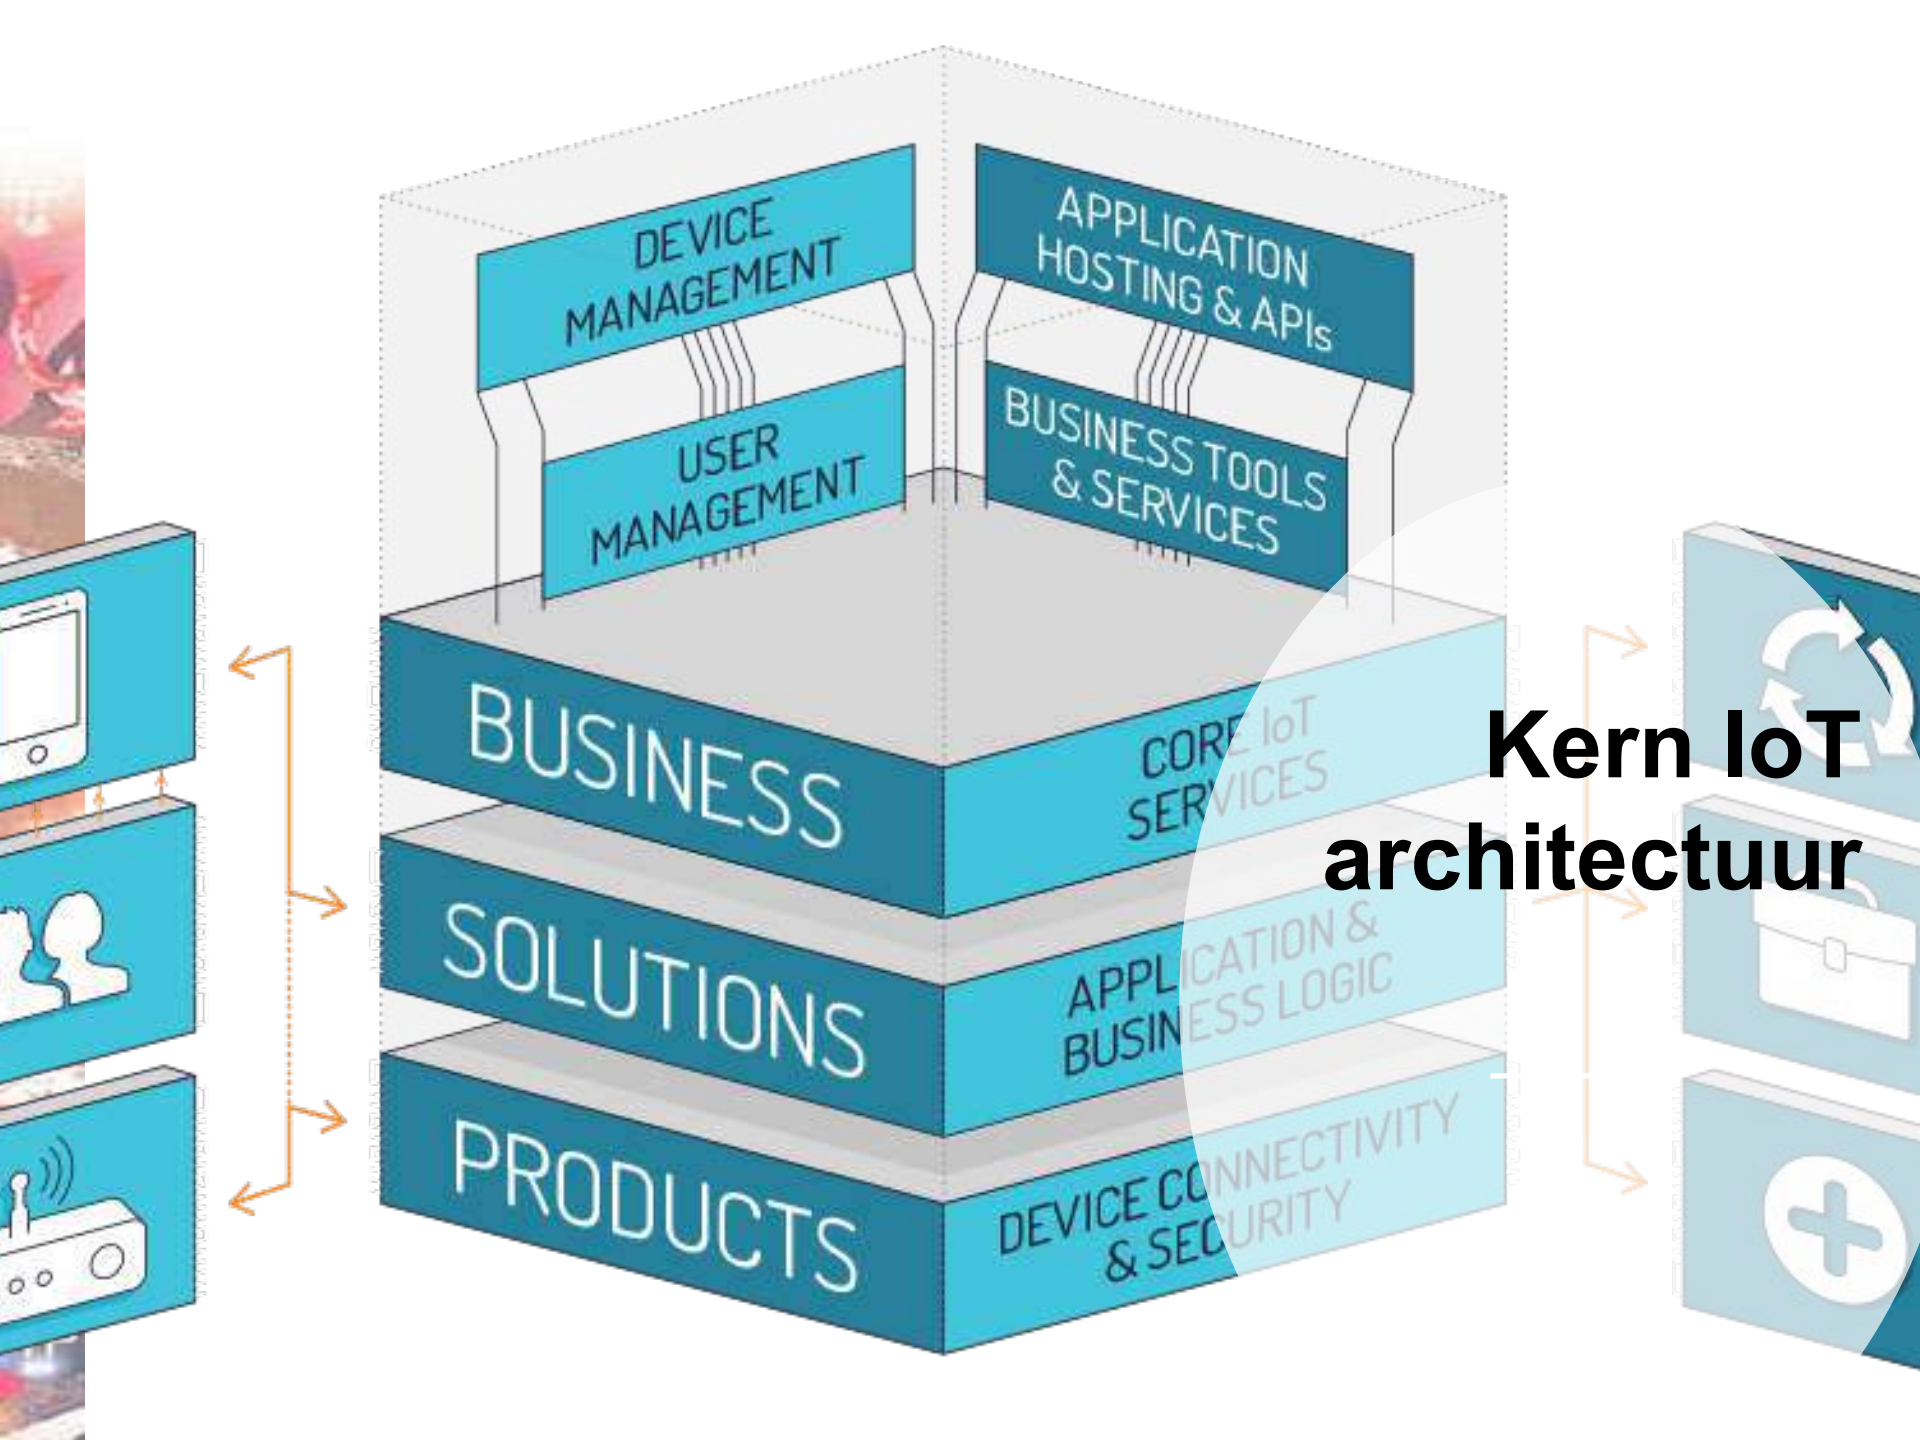 DEVICE
MANAGEMENT
APPLICATION
HOSTING & APIs
USER
MANAGEMENT
BUSINESS TOOLS
& SERVICES
BUSINESS
CORE IoT
SERVICES
Kern IoT
architectuur
SOLUTIONS
APPLICATION &
BUSINESS LOGIC
PRODUCTS
DEVICE CONNECTIVITY
& SECURITY